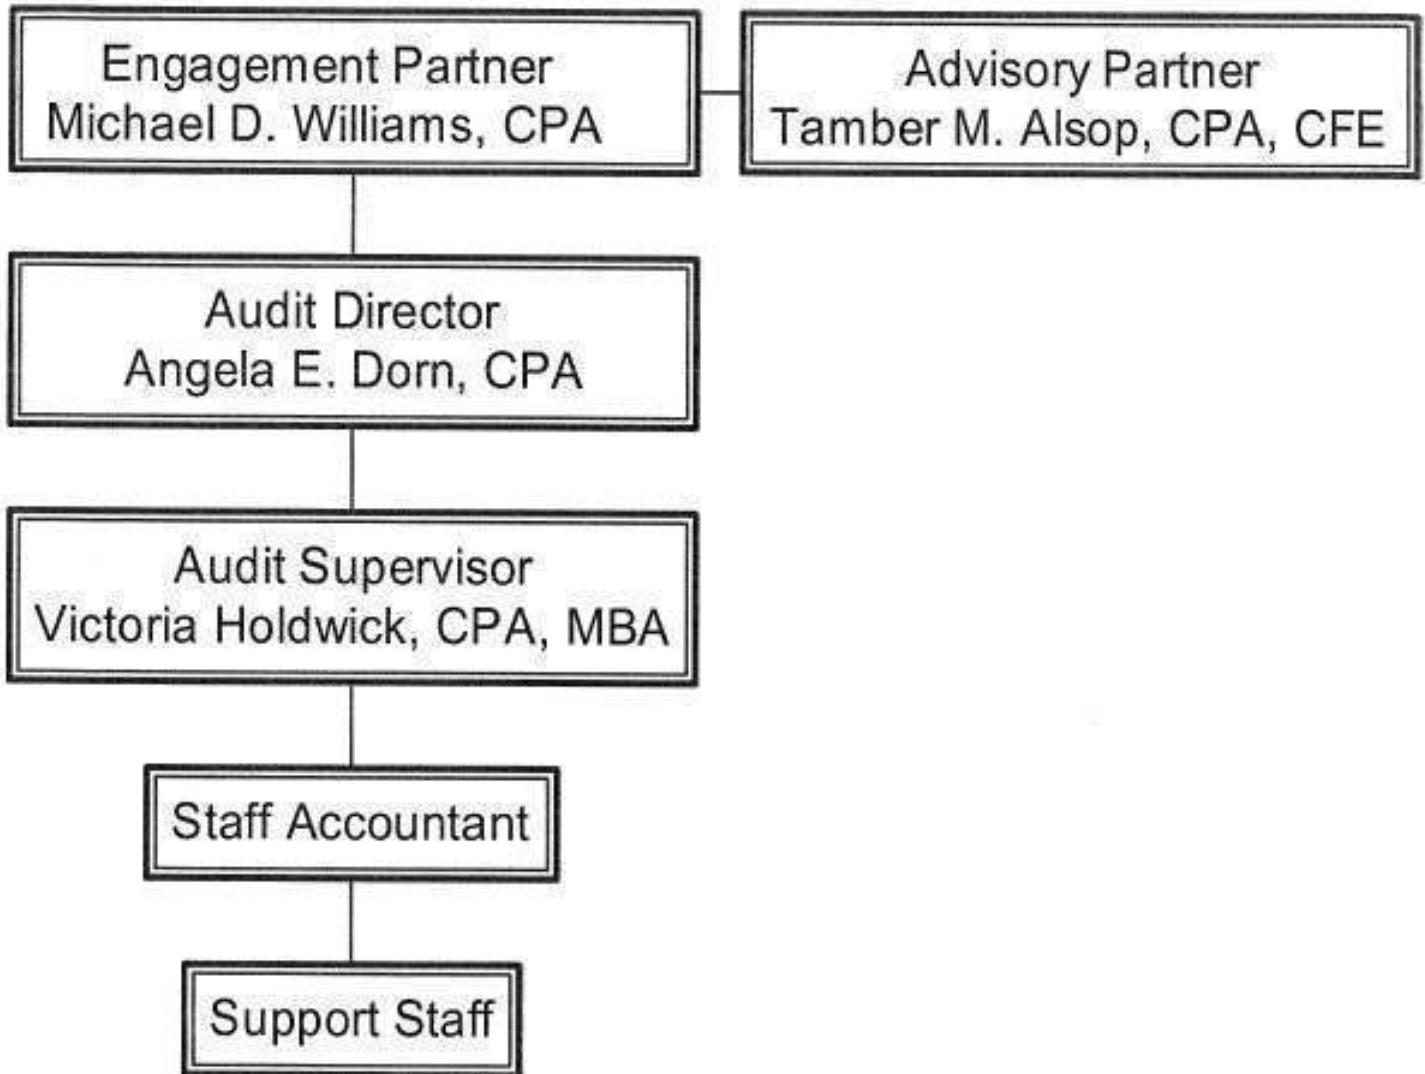 Engagement Partner
Michael D. Williams, CPA
Advisory Partner
Tamber M. Alsop, CPA, CFE
Audit Director
Angela E. Dorn, CPA
Audit Supervisor
Victoria Holdwick, CPA, MBA
Staff Accountant
Support Staff